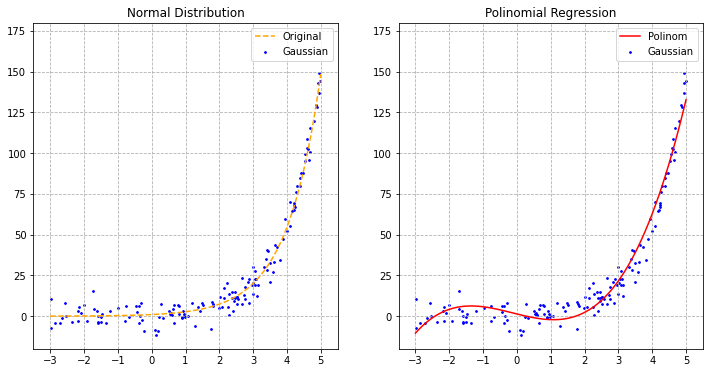 Normal Distribution
Original
Gaussian
175
150
125
100
75
50
25
0
−3 −2 −1 0 1 2 3 4 5
Polinomial Regression
Polinom
Gaussian
175
150
125
100
75
50
25
0
−3 −2 −1 0 1 2 3 4 5